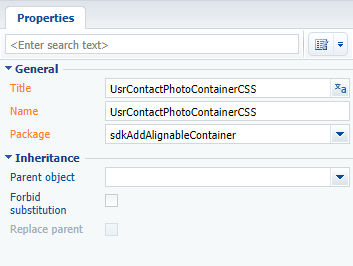 Properties
<Enter search text>
General
Title UsrContactPhotoContainerCSS
Name UsrContactPhotoContainerCSS
Package sdkAddAlignableContainer
Inheritance
Parent object
Forbid
substitution
Replace parent